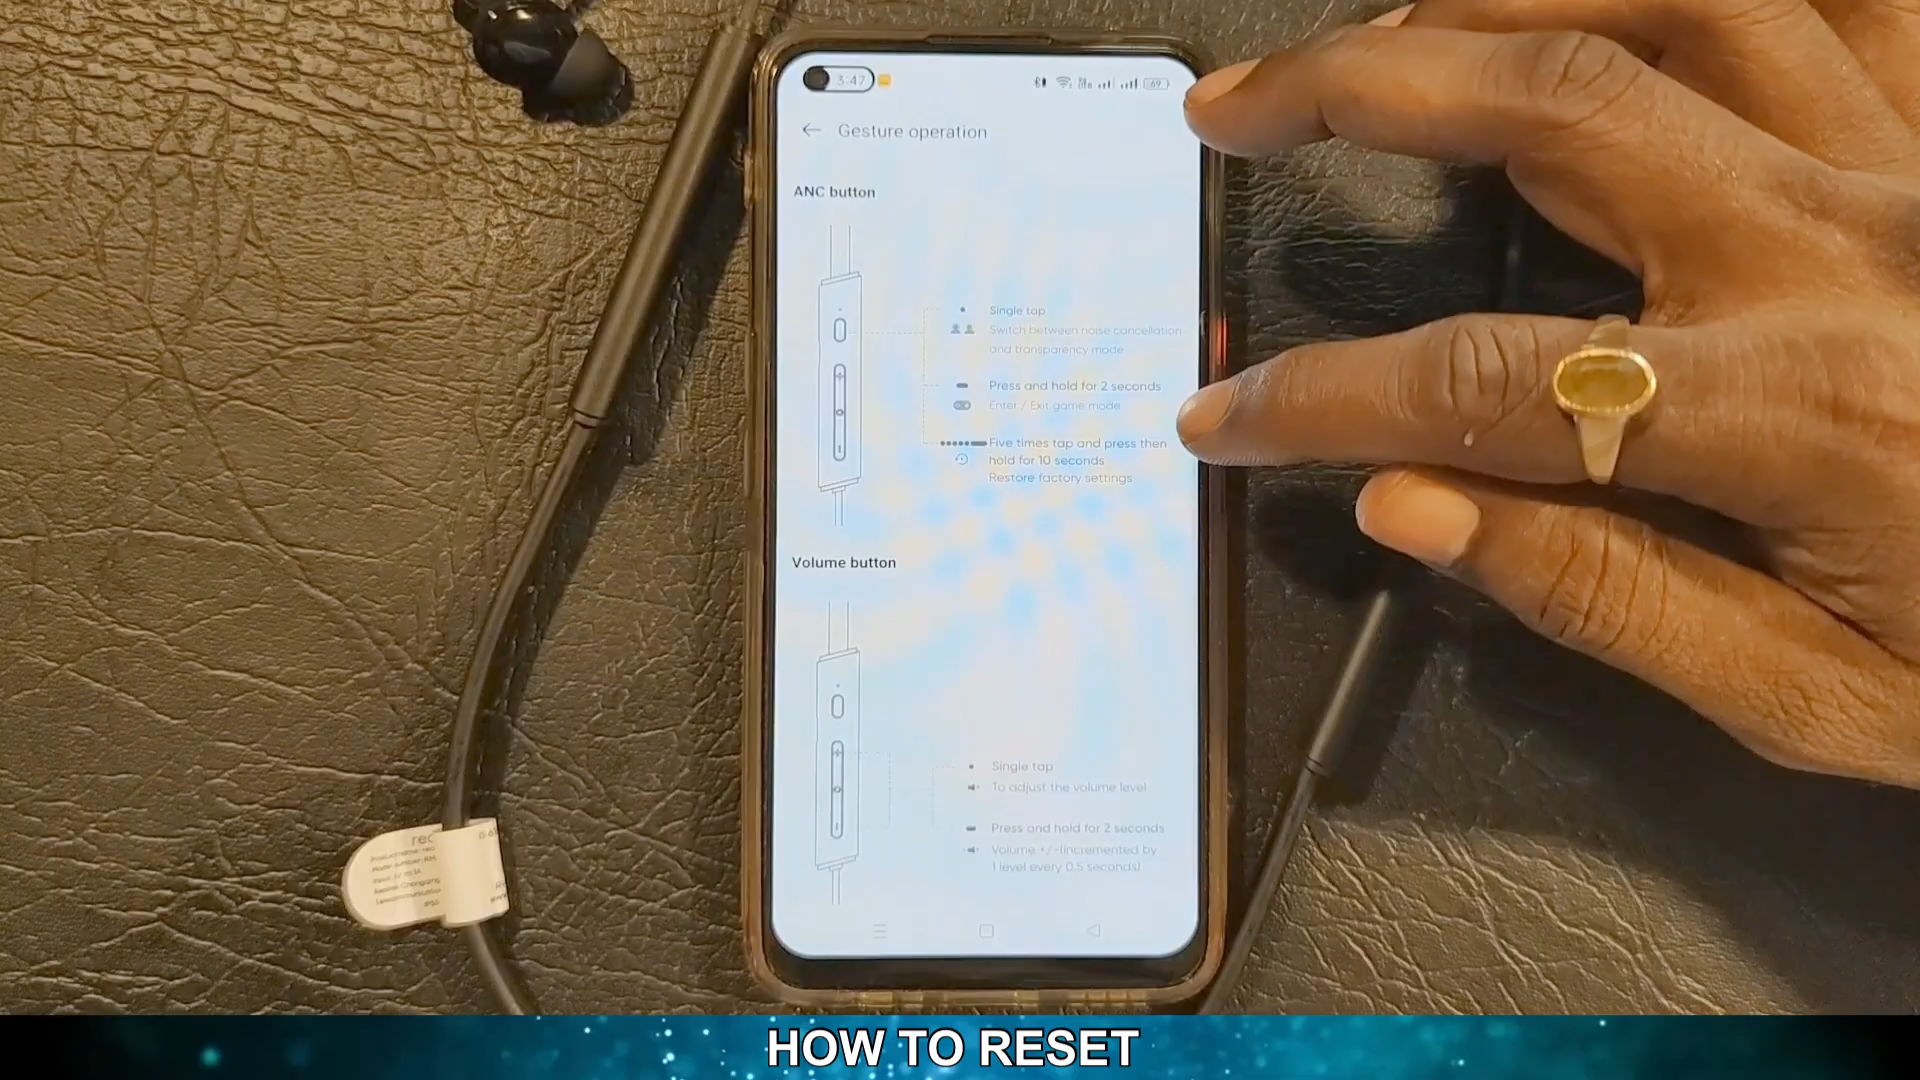 3:47
69
Gesture operation
ANC button
Single tap
Switch between noise cancellation
and transparency mode
Press and hold for 2 seconds
Enter / Exit game mode
Five times tap and press then
hold for 10 seconds
Restore factory settings
Volume button
Single tap
To adjust the volume level
Press and hold for 2 seconds
Volume +/-(Incremented by
1 level every 0.5 seconds)
HOW TO RESET